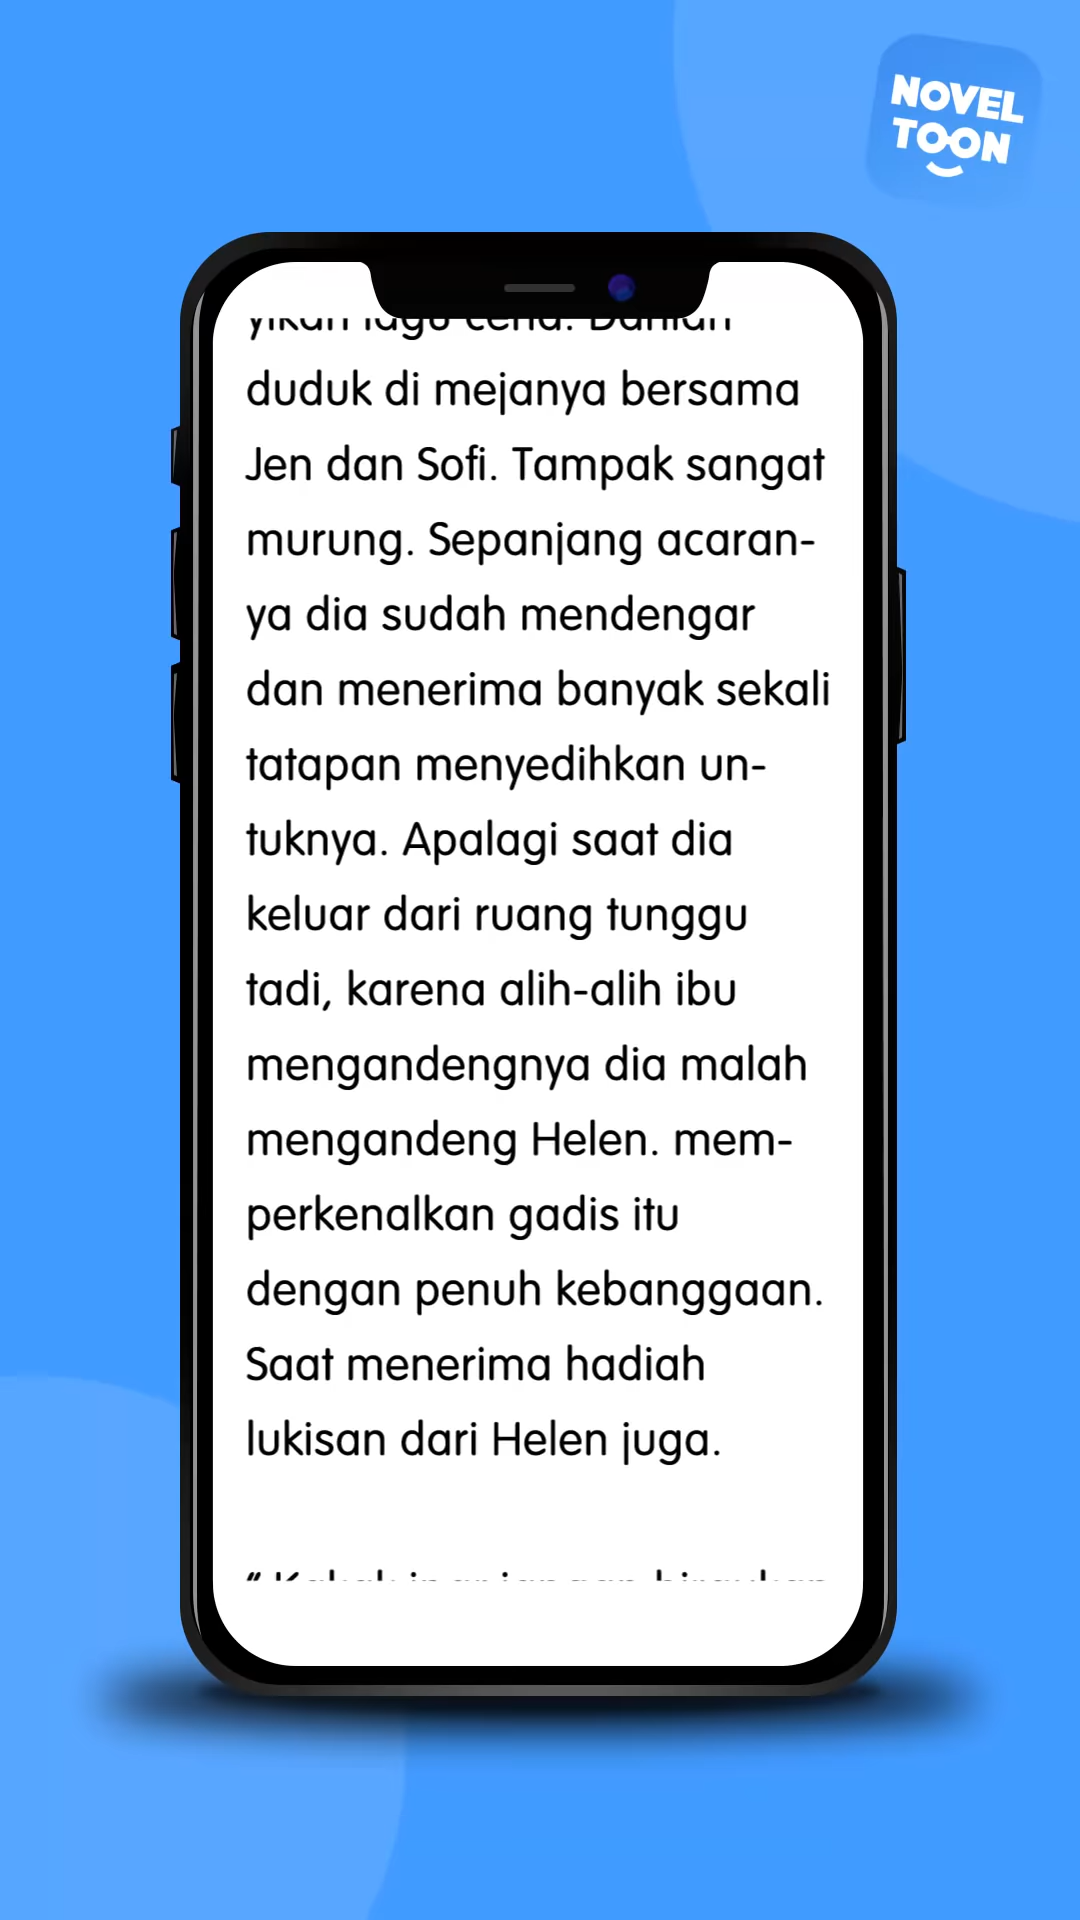 NOVEL
TOON
duduk di mejanya bersama
Jen dan Sofi. Tampak sangat
murung. Sepanjang acaran-
ya dia sudah mendengar
dan menerima banyak sekali
tatapan menyedihkan un-
tuknya. Apalagi saat dia
keluar dari ruang tunggu
tadi, karena alih-alih ibu
mengandengnya dia malah
mengandeng Helen. mem-
perkenalkan gadis itu
dengan penuh kebanggaan.
Saat menerima hadiah
lukisan dari Helen juga.